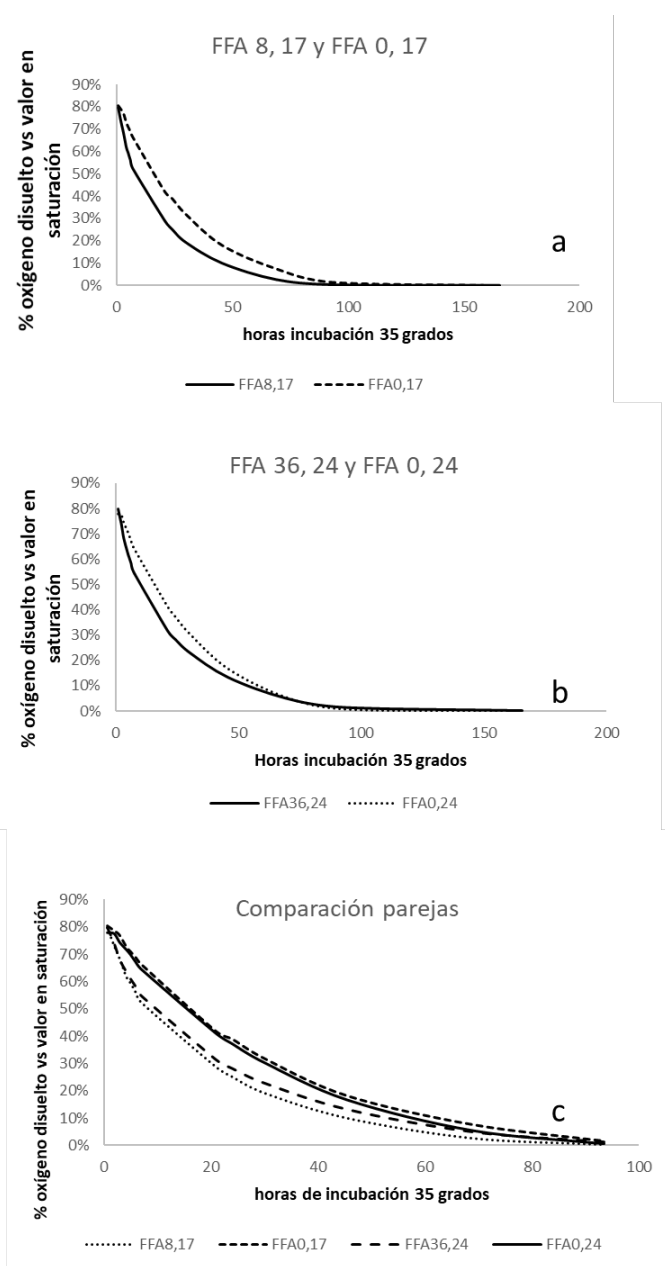 FFA 8, 17 y FFA 0, 17
% oxígeno disuelto vs valor en
saturación
90%
80%
70%
60%
50%
40%
30%
20%
10%
0%
a
0 50 100 150 200
horas incubación 35 grados
FFA8,17 FFA0,17
FFA 36, 24 y FFA 0, 24
% oxígeno disuelto vs valor en
saturación
90%
80%
70%
60%
50%
40%
30%
20%
10%
0%
b
0 50 100 150 200
Horas incubación 35 grados
FFA36,24 FFA0,24
Comparación parejas
% oxígeno disuelto vs valor en saturación
90%
80%
70%
60%
50%
40%
30%
20%
10%
0%
c
0 20 40 60 80 100
horas de incubación 35 grados
FFA8,17 FFA0,17 FFA36,24 FFA0,24